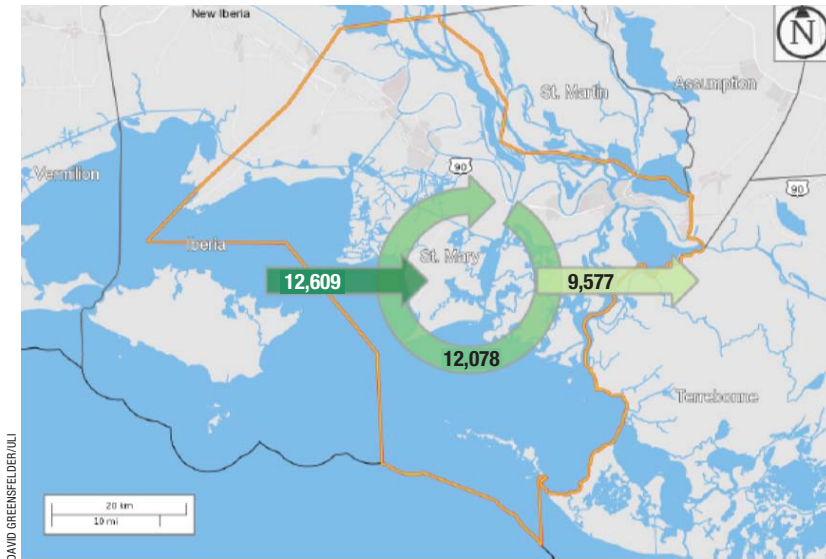 New Iberia
N
St. Martin
Assumption
90
Vermilion
90
Iberia
St. Mary
12,609
9,577
12,078
Terrebonne
20 km
10 mi
DAVID GREENSFELDER/ULI